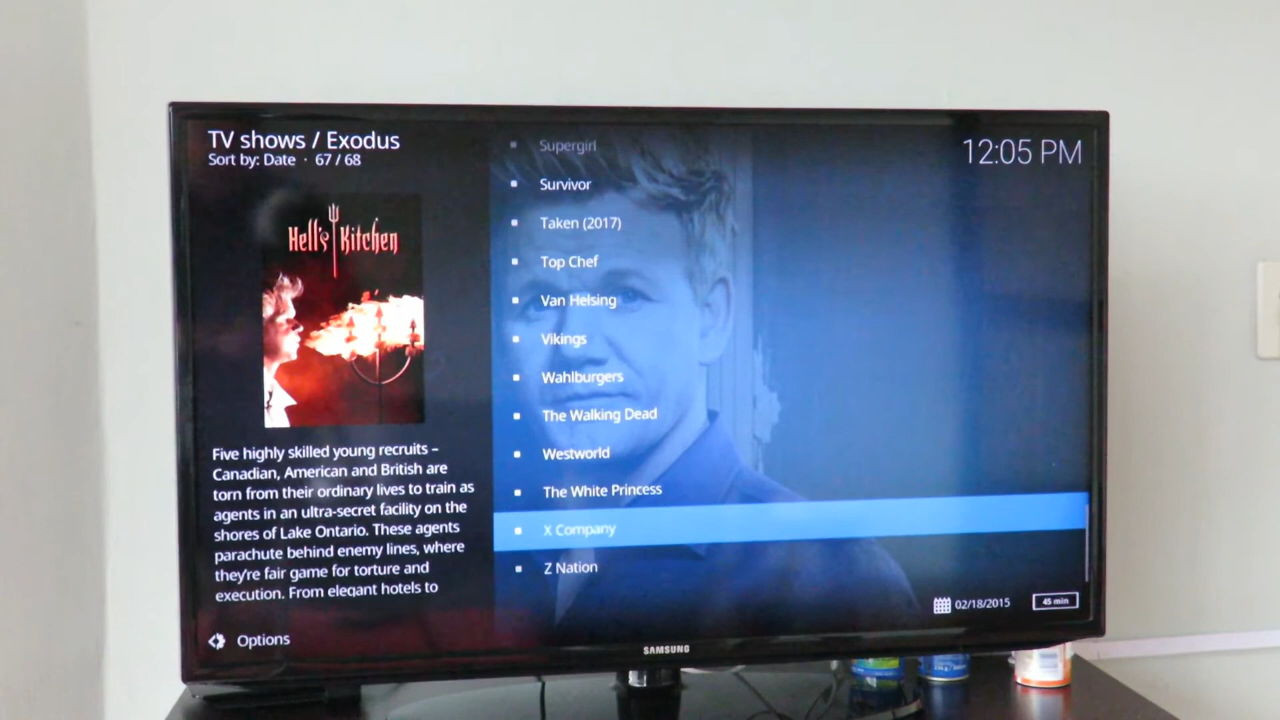 TV shows / Exodus
Sort by: Date · 67 / 68
12:05 PM
Hell's Kitchen
Five highly skilled young recruits –
Canadian, American and British are
torn from their ordinary lives to train as
agents in an ultra-secret facility on the
shores of Lake Ontario. These agents
parachute behind enemy lines, where
they're fair game for torture and
execution. From elegant hotels to
Supergirl
Survivor
Taken (2017)
Top Chef
Van Helsing
Vikings
Wahlburgers
The Walking Dead
Westworld
The White Princess
X Company
Z Nation
02/18/2015
45 min
Options
SAMSUNG